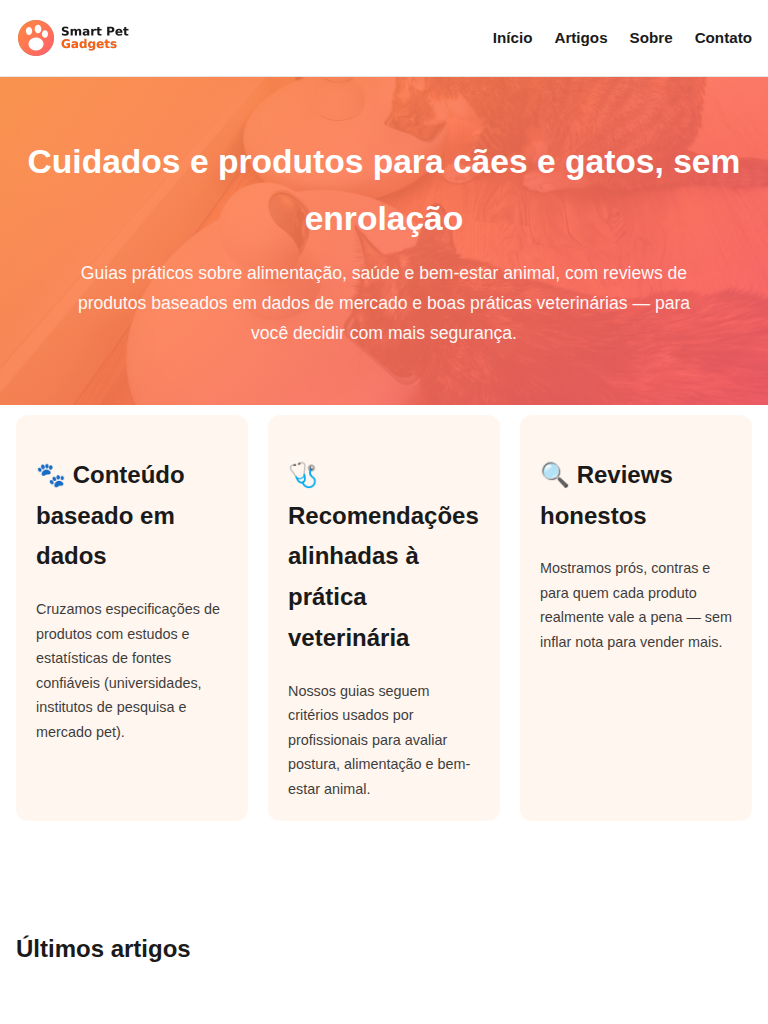 Smart Pet
Gadgets
Início Artigos Sobre Contato
Cuidados e produtos para cães e gatos, sem
enrolação
Guias práticos sobre alimentação, saúde e bem-estar animal, com reviews de
produtos baseados em dados de mercado e boas práticas veterinárias — para
você decidir com mais segurança.
🐾 Conteúdo
baseado em
dados
Cruzamos especificações de
produtos com estudos e
estatísticas de fontes
confiáveis (universidades,
institutos de pesquisa e
mercado pet).
🩺
Recomendações
alinhadas à
prática
veterinária
Nossos guias seguem
critérios usados por
profissionais para avaliar
postura, alimentação e bem-
estar animal.
🔍 Reviews
honestos
Mostramos prós, contras e
para quem cada produto
realmente vale a pena — sem
inflar nota para vender mais.
Últimos artigos